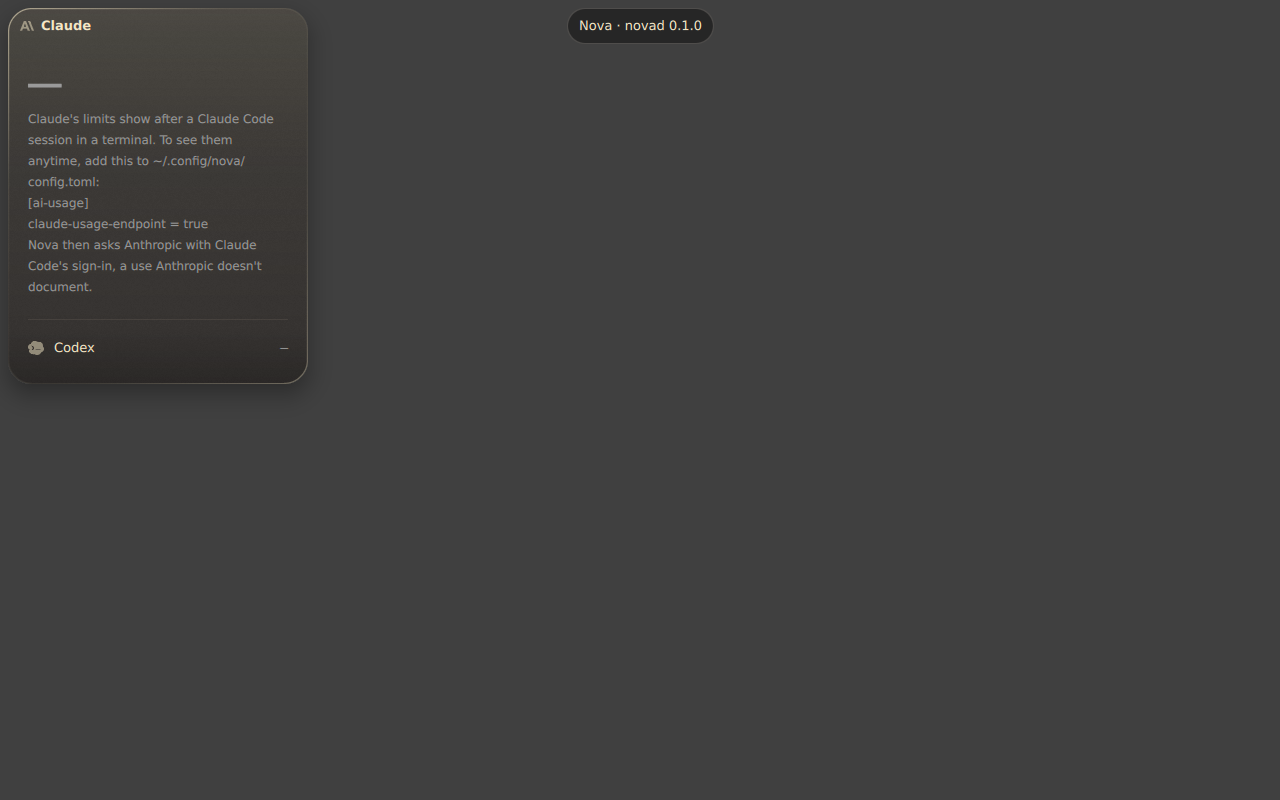 Claude
Nova · novad 0.1.0
—
Claude's limits show after a Claude Code
session in a terminal. To see them
anytime, add this to ~/.config/nova/
config.toml:
[ai-usage]
claude-usage-endpoint = true
Nova then asks Anthropic with Claude
Code's sign-in, a use Anthropic doesn't
document.
Codex –